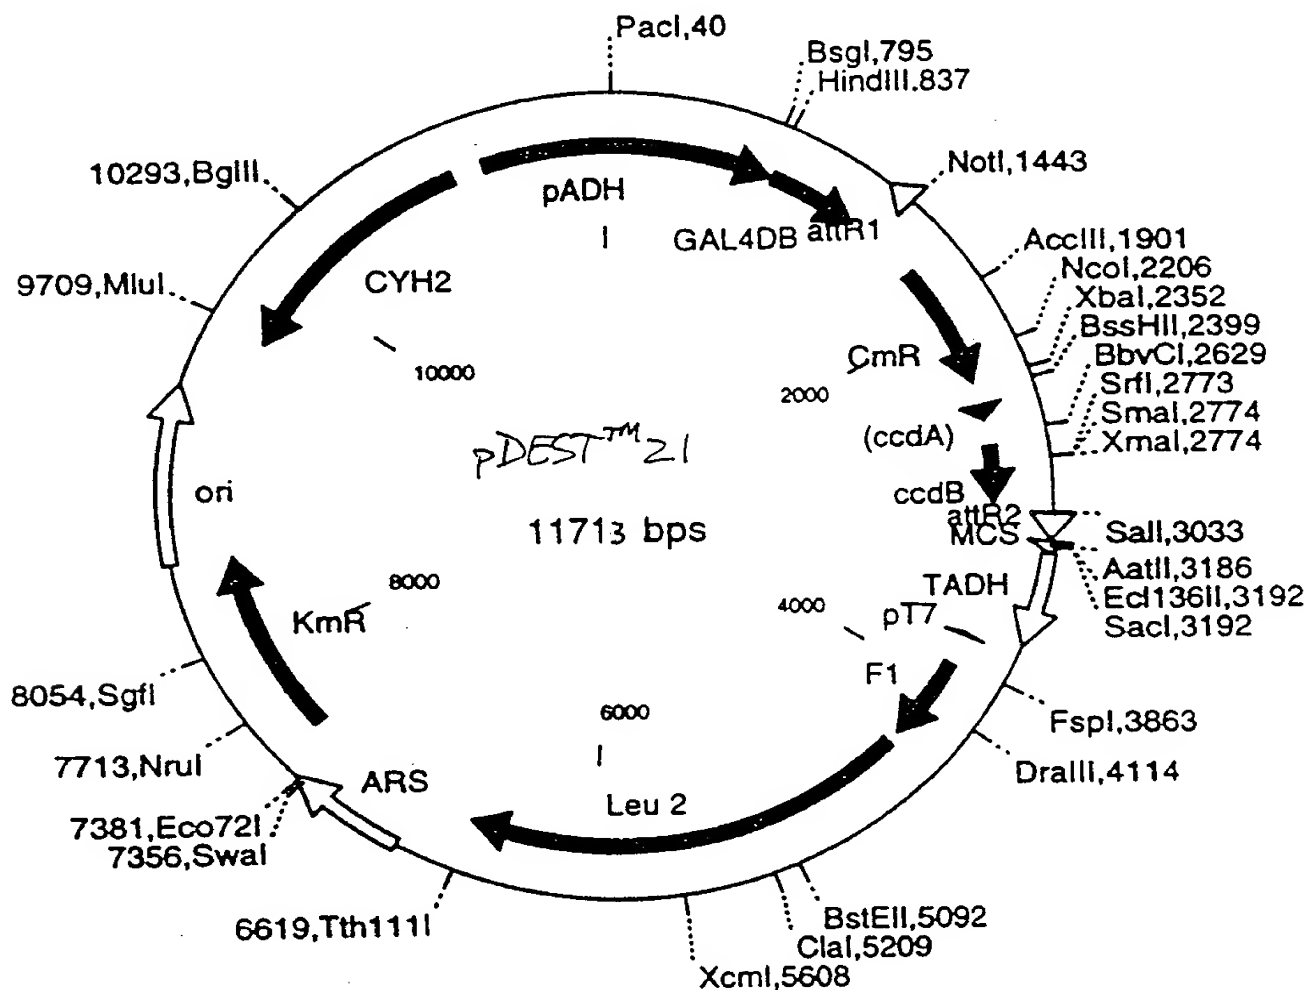 PacI,40
BsgI,795
HindIII.837
10293,BglII
NotI,1443
pADH
GAL4DB
attR1
AccIII,1901
9709,MluI
CYH2
NcoI,2206
XbaI,2352
BssHII,2399
BbvCI,2629
SrfI,2773
SmaI,2774
XmaI,2774
10000
CmR
2000
(ccdA)
pDEST™21
ori
ccdB
11713 bps
attR2
MCS
SalI,3033
AatII,3186
Ecl136II,3192
SacI,3192
8000
TADH
4000
pT7
KmR
F1
8054,SgfI
6000
FspI,3863
7713,NruI
DraIII,4114
ARS
Leu 2
7381,Eco72I
7356,SwaI
6619,Tth111I
BstEII,5092
ClaI,5209
XcmI,5608